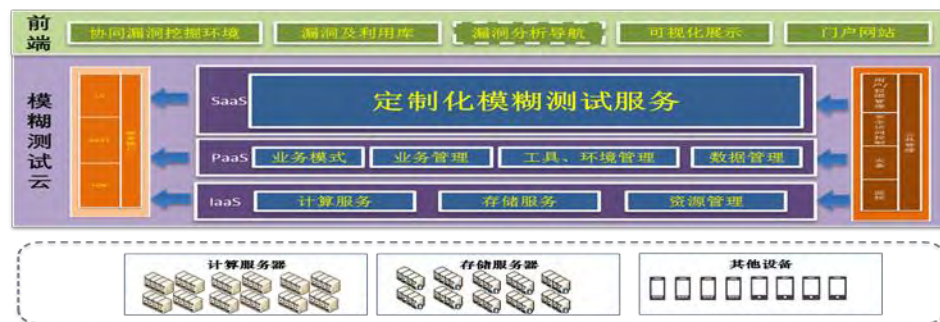 前端
协同漏洞挖掘环境
漏洞及利用库
漏洞分析导航
可视化展示
门户网站
模糊测试云
SaaS
定制化模糊测试服务
PaaS
业务模式
业务管理
工具、环境管理
数据管理
IaaS
计算服务
存储服务
资源管理
计算服务器
存储服务器
其他设备